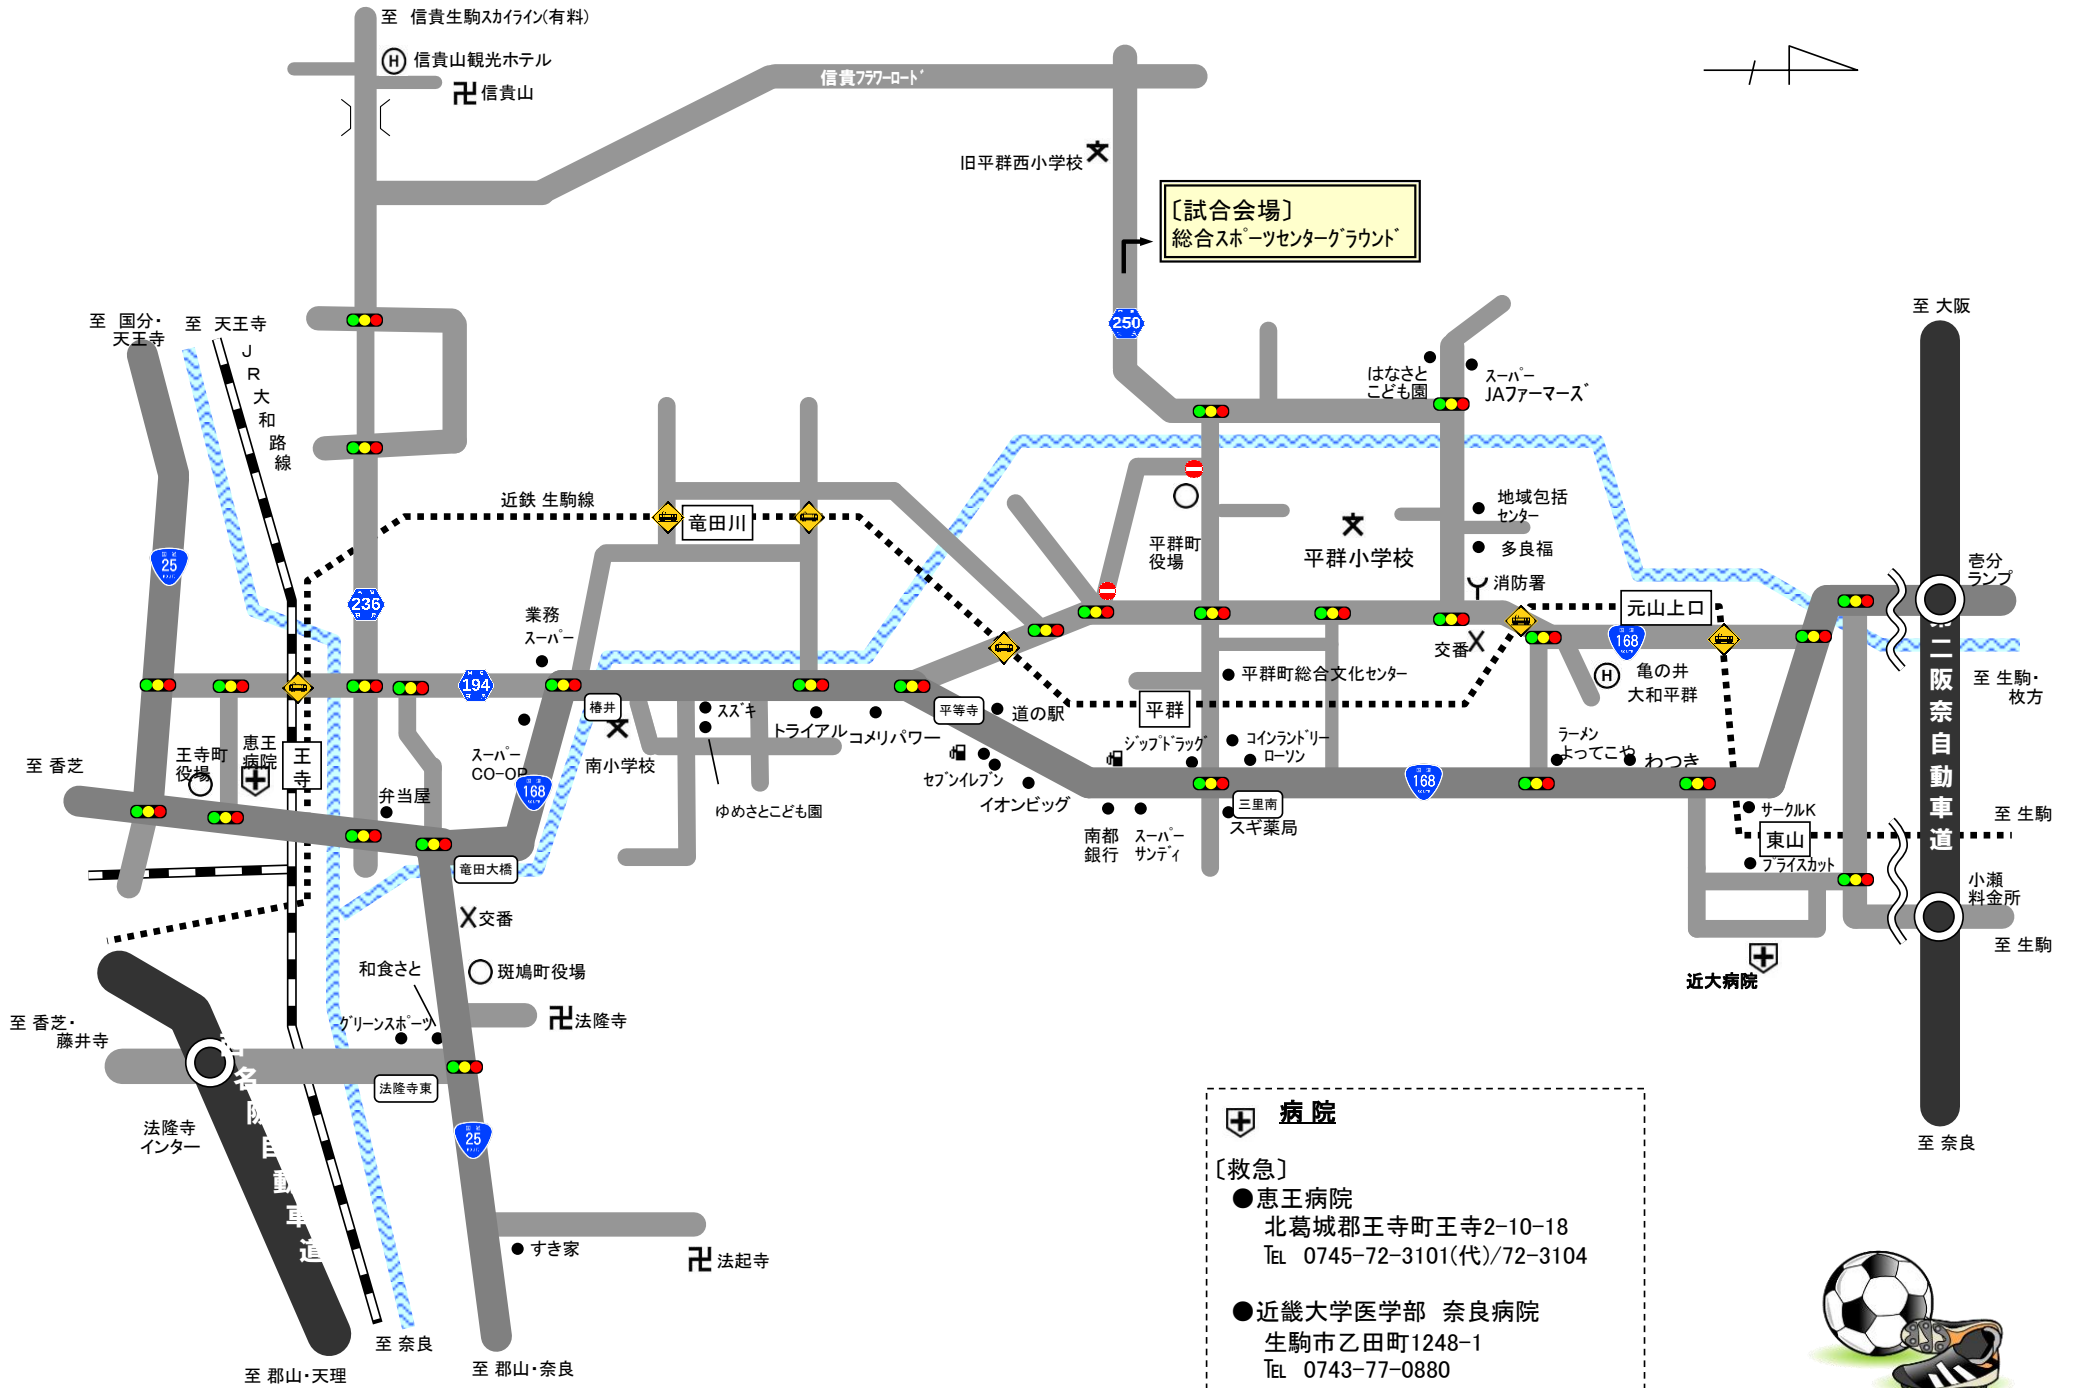 至 信貴生駒スカイライン(有料)
H 信貴山観光ホテル
卍 信貴山
信貴フラワーロード
旧平群西小学校
〔試合会場〕
総合スポーツセンターグラウンド
250
至 大阪
至 国分・
天王寺
至 天王寺
JR大和路線
はなさと
こども園
スーパー
JAファーマーズ
近鉄 生駒線
竜田川
地域包括
センター
平群町
役場
平群小学校
多良福
消防署
25
236
業務
スーパー
元山上口
168
壱分
ランプ
交番
194
椿井
スズキ
平等寺
道の駅
平群町総合文化センター
平群
H 亀の井
大和平群
至 生駒・
枚方
第二阪奈自動車道
王寺町
役場
恵王
病院
王寺
至 香芝
スーパー
CO-OP
南小学校
トライアル
コメリパワー
ジップドラッグ
コインランドリー
ローソン
ラーメン
よってこや
わつき
セブンイレブン
イオンビッグ
168
168
弁当屋
ゆめさとこども園
三里南
スギ薬局
南都
銀行
スーパー
サンディ
サークルK
東山
プライスカット
至 生駒
竜田大橋
小瀬
料金所
至 生駒
交番
近大病院
和食さと
斑鳩町役場
グリーンスポーツ
卍 法隆寺
至 香芝・
藤井寺
西名阪自動車道
法隆寺東
法隆寺
インター
25
至 奈良
すき家
卍 法起寺
至 奈良
至 郡山・奈良
至 郡山・天理
病院
〔救急〕
●恵王病院
北葛城郡王寺町王寺2-10-18
℡ 0745-72-3101(代)/72-3104
●近畿大学医学部 奈良病院
生駒市乙田町1248-1
℡ 0743-77-0880